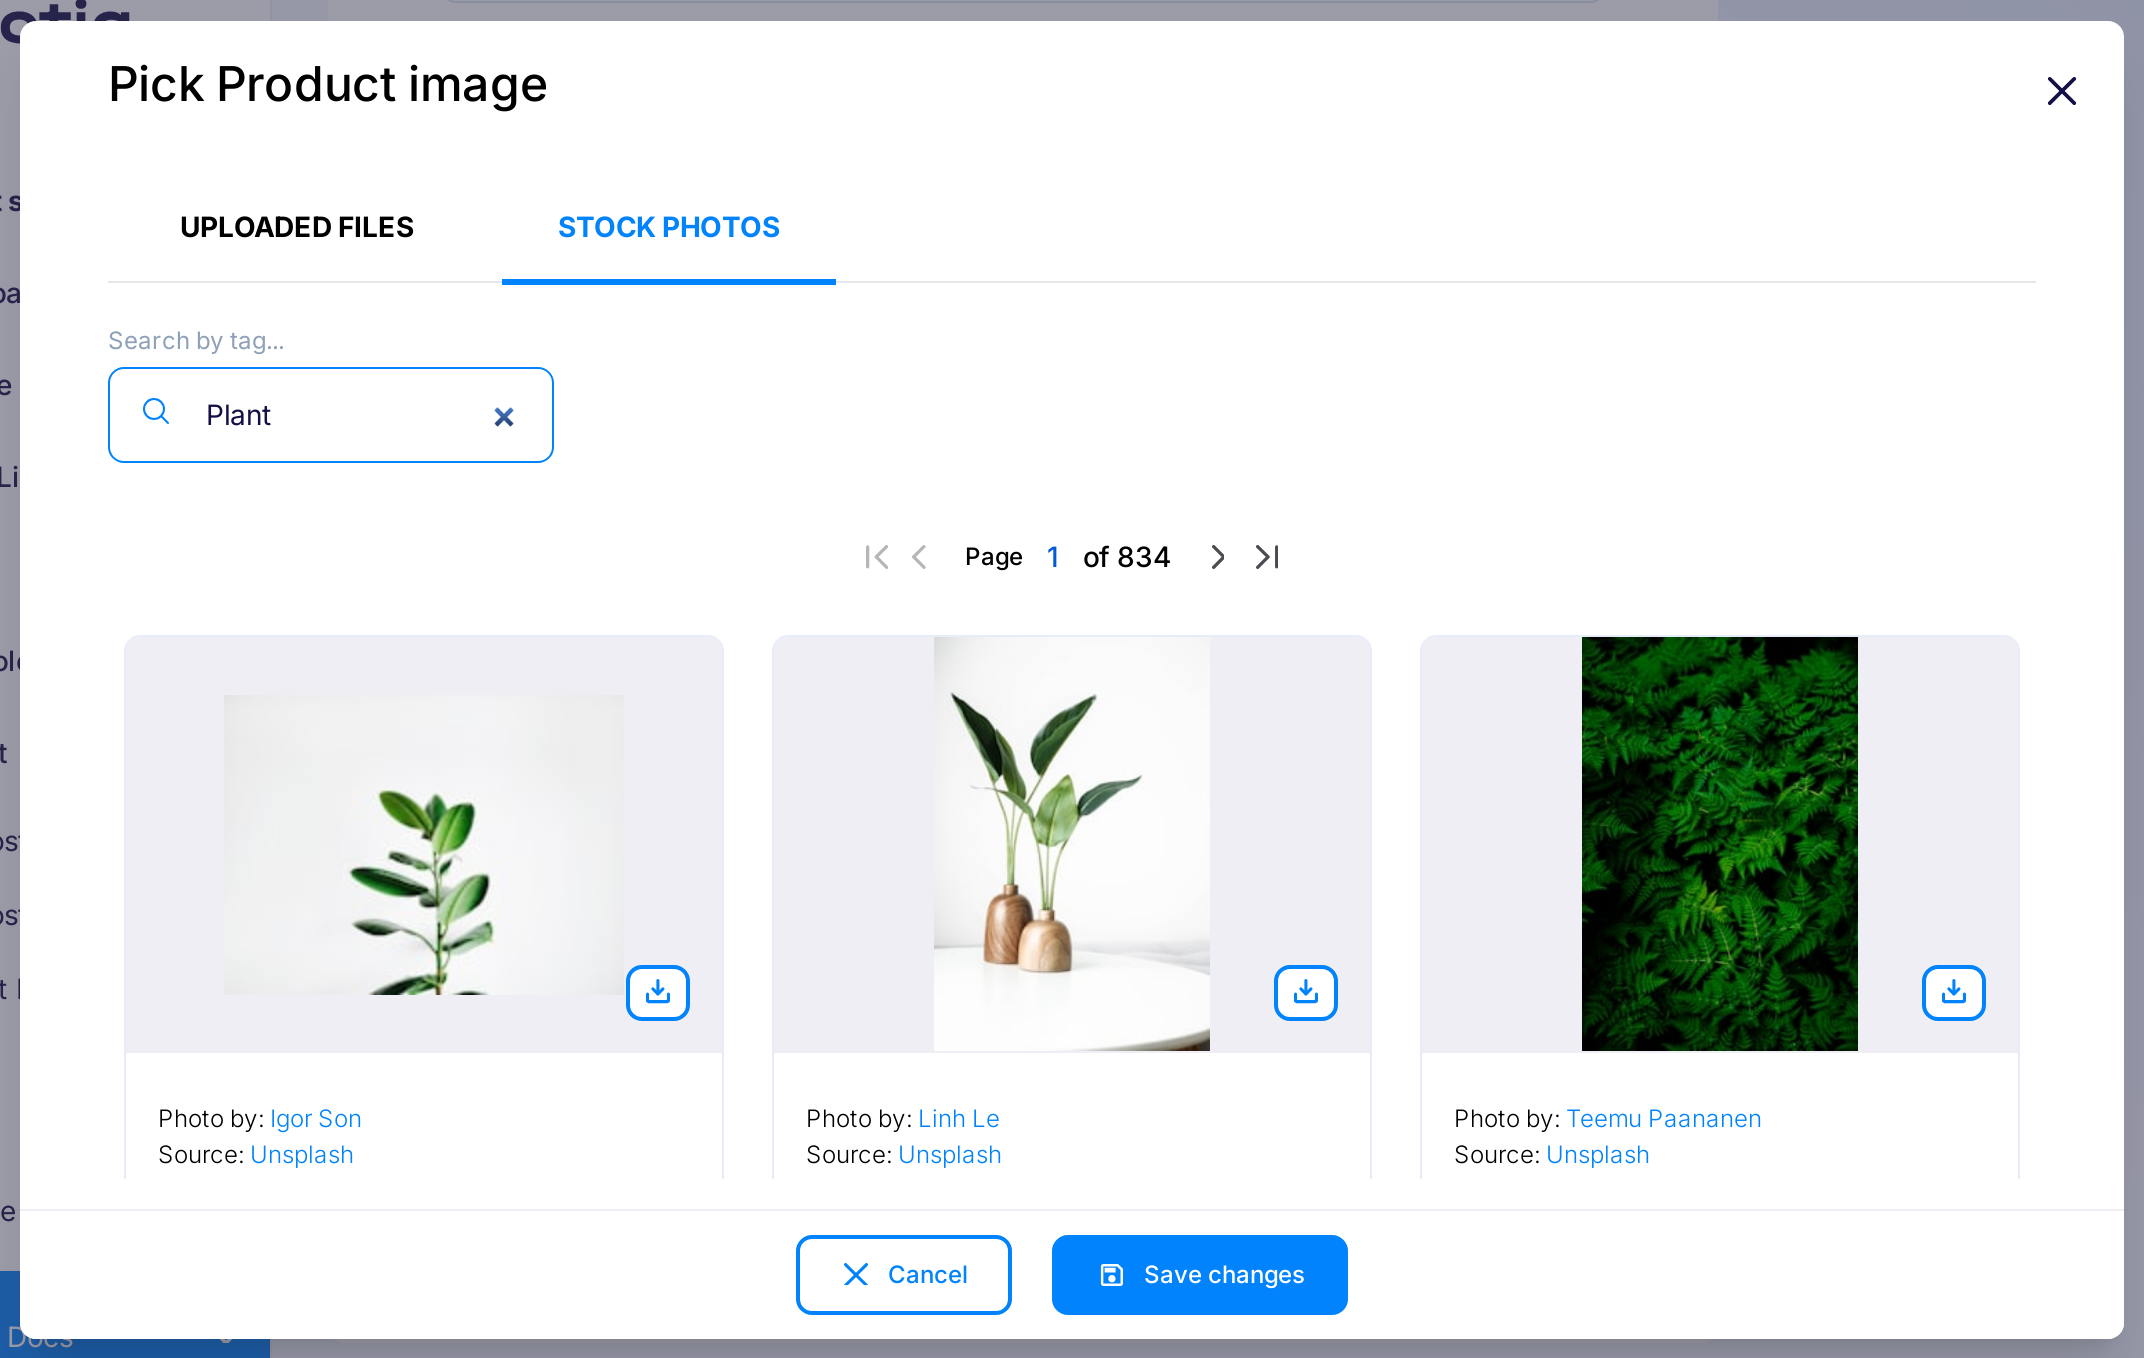 Pick Product image
UPLOADED FILES
STOCK PHOTOS
Search by tag...
Plant
Page 1 of 834
Photo by: Igor Son
Source: Unsplash
Photo by: Linh Le
Source: Unsplash
Photo by: Teemu Paananen
Source: Unsplash
Cancel
Save changes
Docs